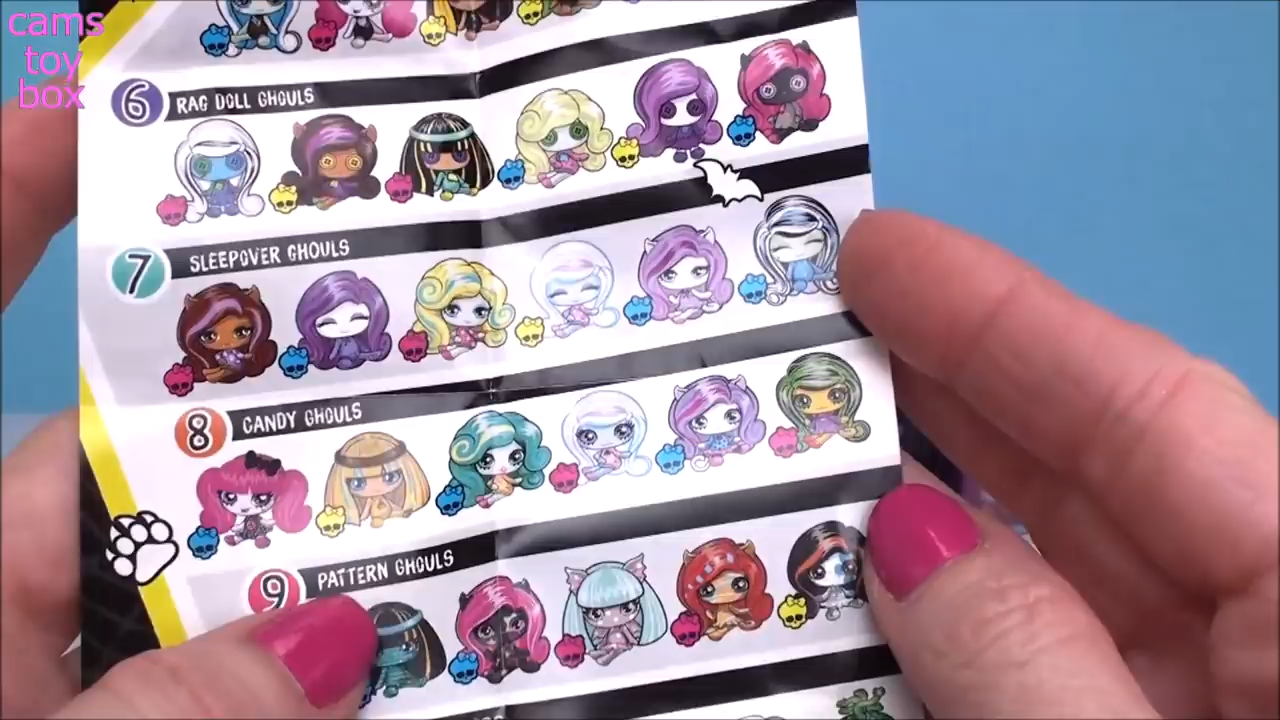 cams
toy
box
6 RAG DOLL GHOULS
7 SLEEPOVER GHOULS
8 CANDY GHOULS
9 PATTERN GHOULS